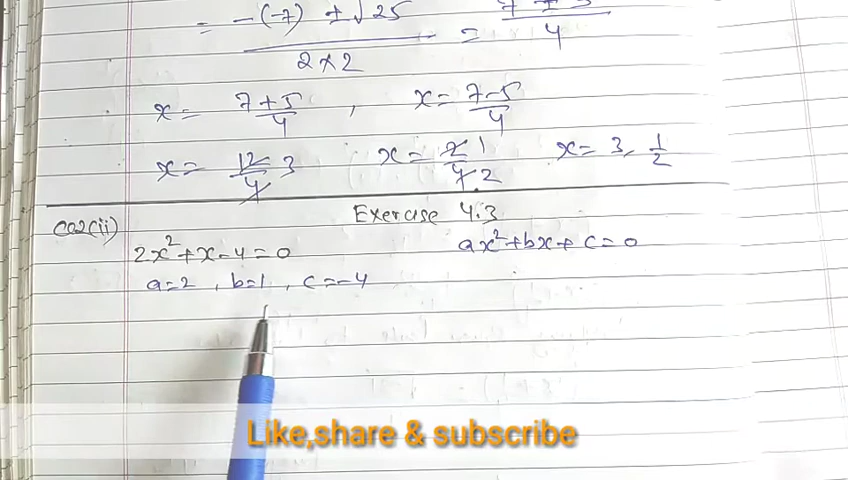 = -(-7) ± √25 / 2×2 = 7 ± 5 / 4
x = 7+5/4 , x = 7-5/4
x = 12/4 3 x = 2/4 1 2 x = 3, 1/2
Exercise 4.3
Q2(ii)
2x²+x-4=0 ax²+bx+c=0
a=2 , b=1 , c=-4
Like,share & subscribe